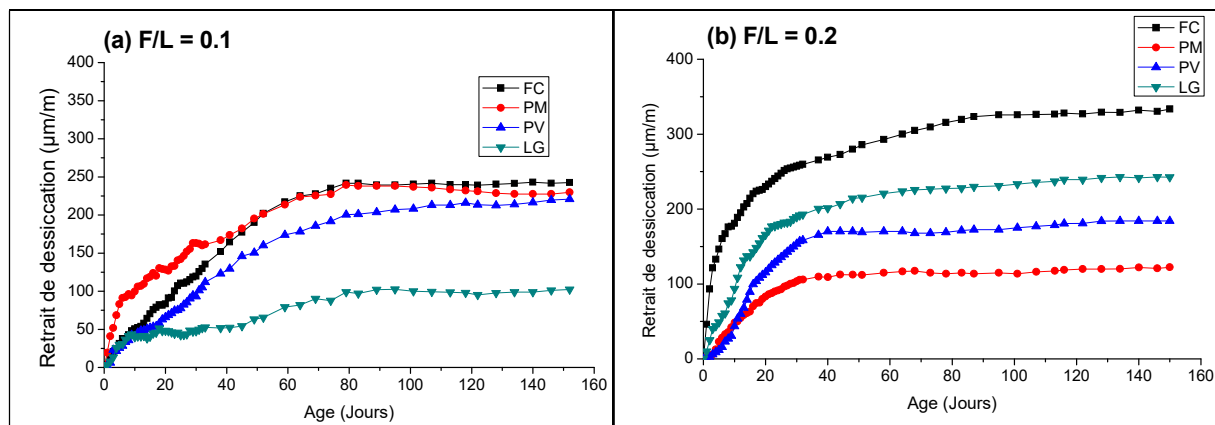 (a) F/L = 0.1
Retrait de dessiccation (µm/m)
400
350
300
250
200
150
100
50
0
FC
PM
PV
LG
0 20 40 60 80 100 120 140 160
Age (Jours)
(b) F/L = 0.2
Retrait de dessiccation (µm/m)
400
300
200
100
0
FC
PM
PV
LG
0 20 40 60 80 100 120 140 160
Age (Jours)